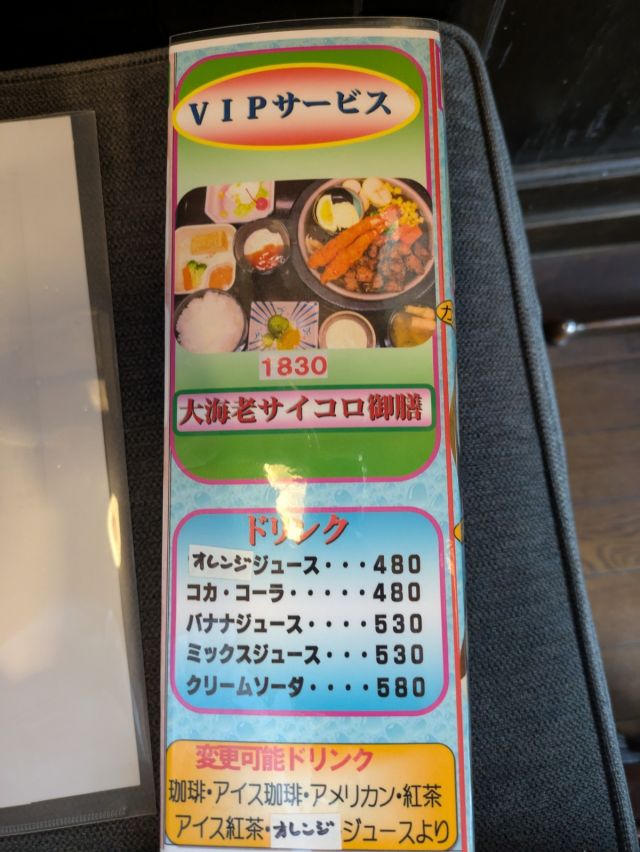 VIPサービス
1830
大海老サイコロ御膳
ドリンク
オレンジジュース・・・480
コカ・コーラ・・・・・480
バナナジュース・・・・530
ミックスジュース・・・530
クリームソーダ・・・・580
変更可能ドリンク
珈琲・アイス珈琲・アメリカン・紅茶
アイス紅茶・オレンジジュースより